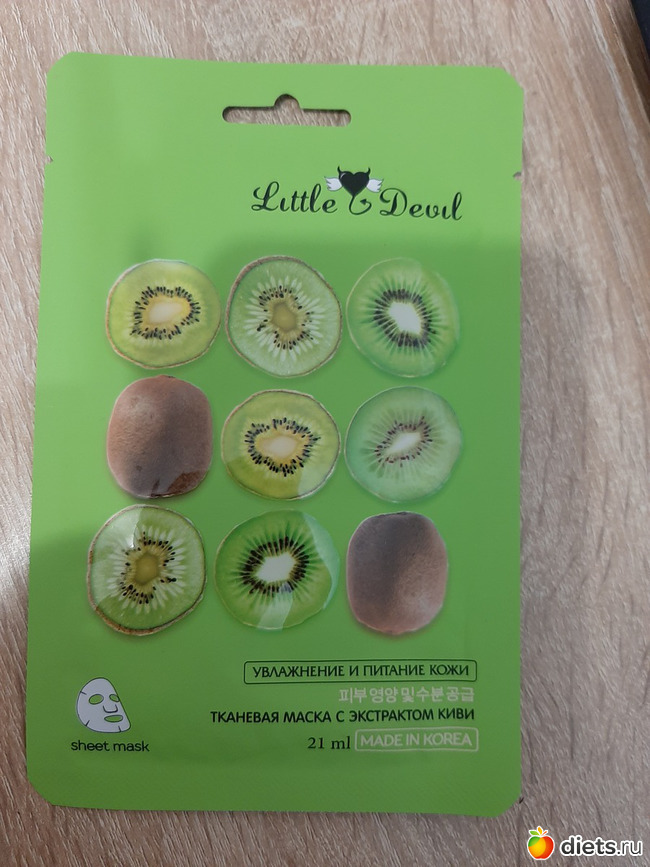 Little Devil
УВЛАЖНЕНИЕ И ПИТАНИЕ КОЖИ
피부 영양 및 수분 공급
ТКАНЕВАЯ МАСКА С ЭКСТРАКТОМ КИВИ
21 ml MADE IN KOREA
sheet mask
diets.ru